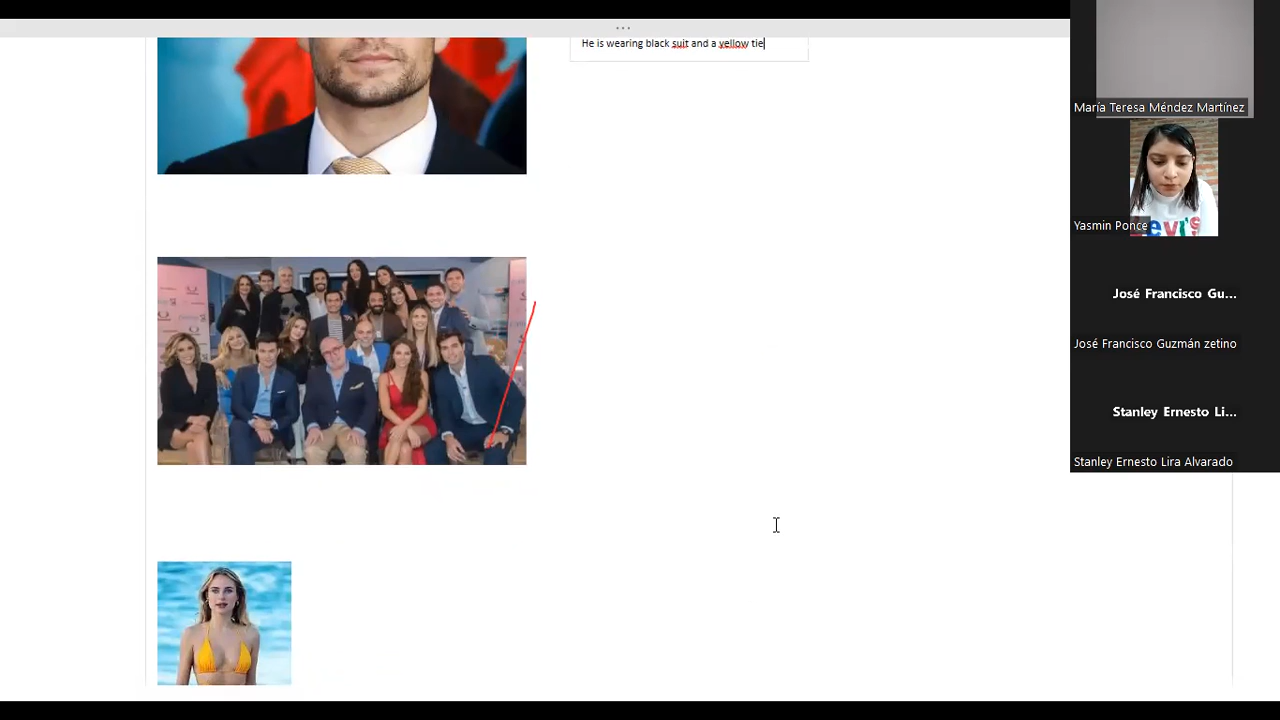 He is wearing black suit and a yellow tie
María Teresa Méndez Martínez
Yasmin Ponce
José Francisco Gu...
José Francisco Guzmán zetino
Stanley Ernesto Li...
Stanley Ernesto Lira Alvarado